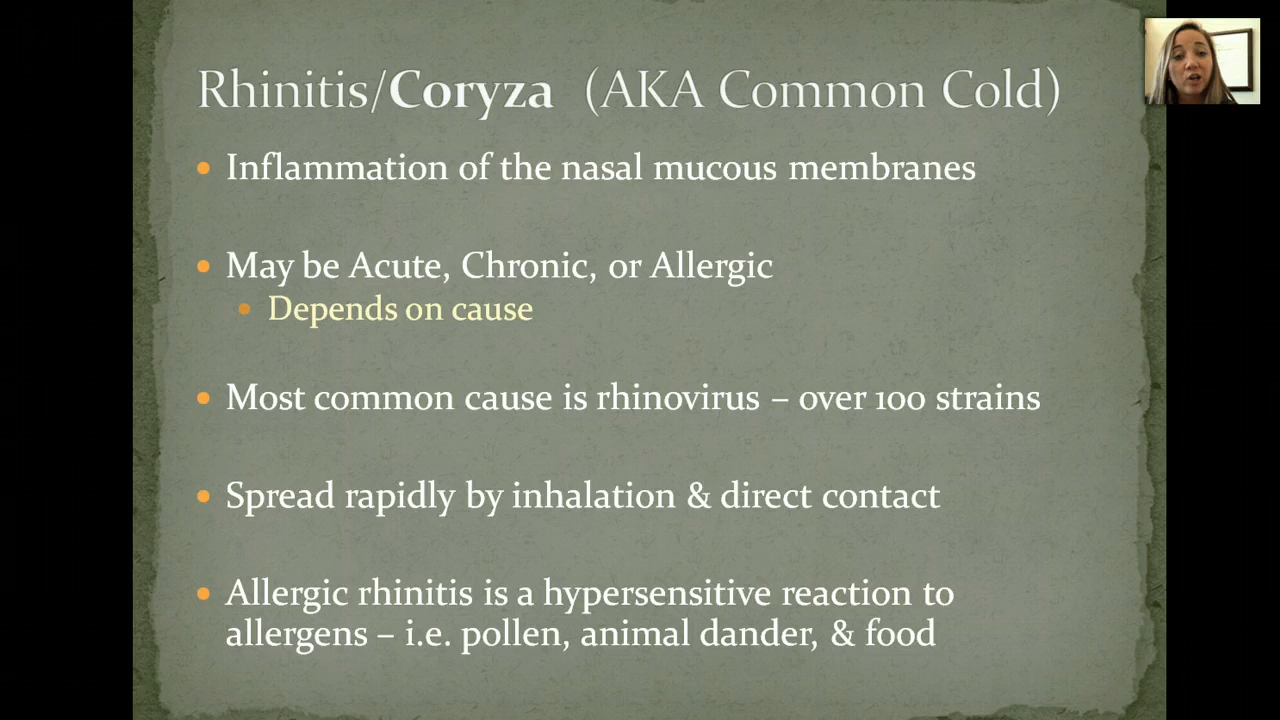 Rhinitis/Coryza (AKA Common Cold)
Inflammation of the nasal mucous membranes
May be Acute, Chronic, or Allergic
Depends on cause
Most common cause is rhinovirus – over 100 strains
Spread rapidly by inhalation & direct contact
Allergic rhinitis is a hypersensitive reaction to
allergens – i.e. pollen, animal dander, & food